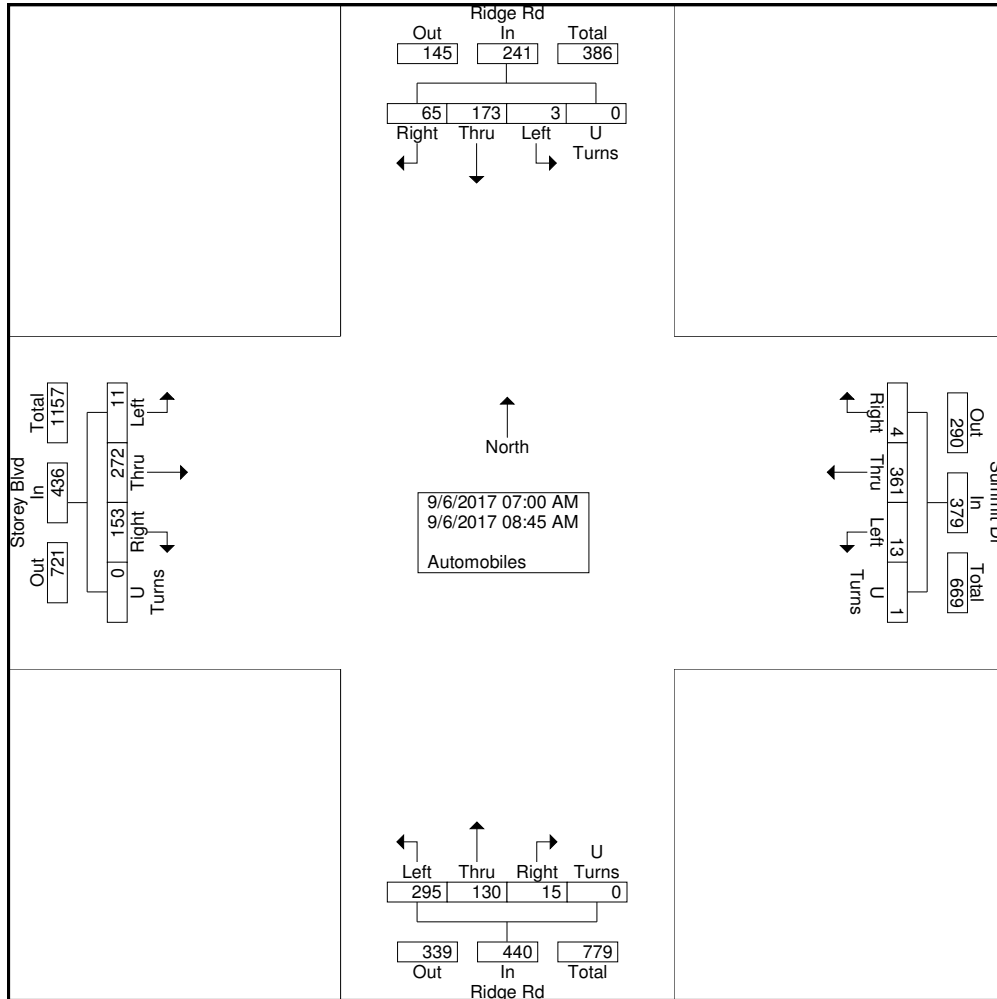 Ridge Rd
Out In Total
145 241 386
65 173 3 0
Right Thru Left U
Turns
Storey Blvd
Out In Total
721 436 1157
Left Thru Right U
Turns
11 272 153 0
North
9/6/2017 07:00 AM
9/6/2017 08:45 AM
Automobiles
Out In Total
290 379 669
Right Thru Left U
Turns
4 361 13 1
U
Left Thru Right Turns
295 130 15 0
339 440 779
Out In Total
Ridge Rd